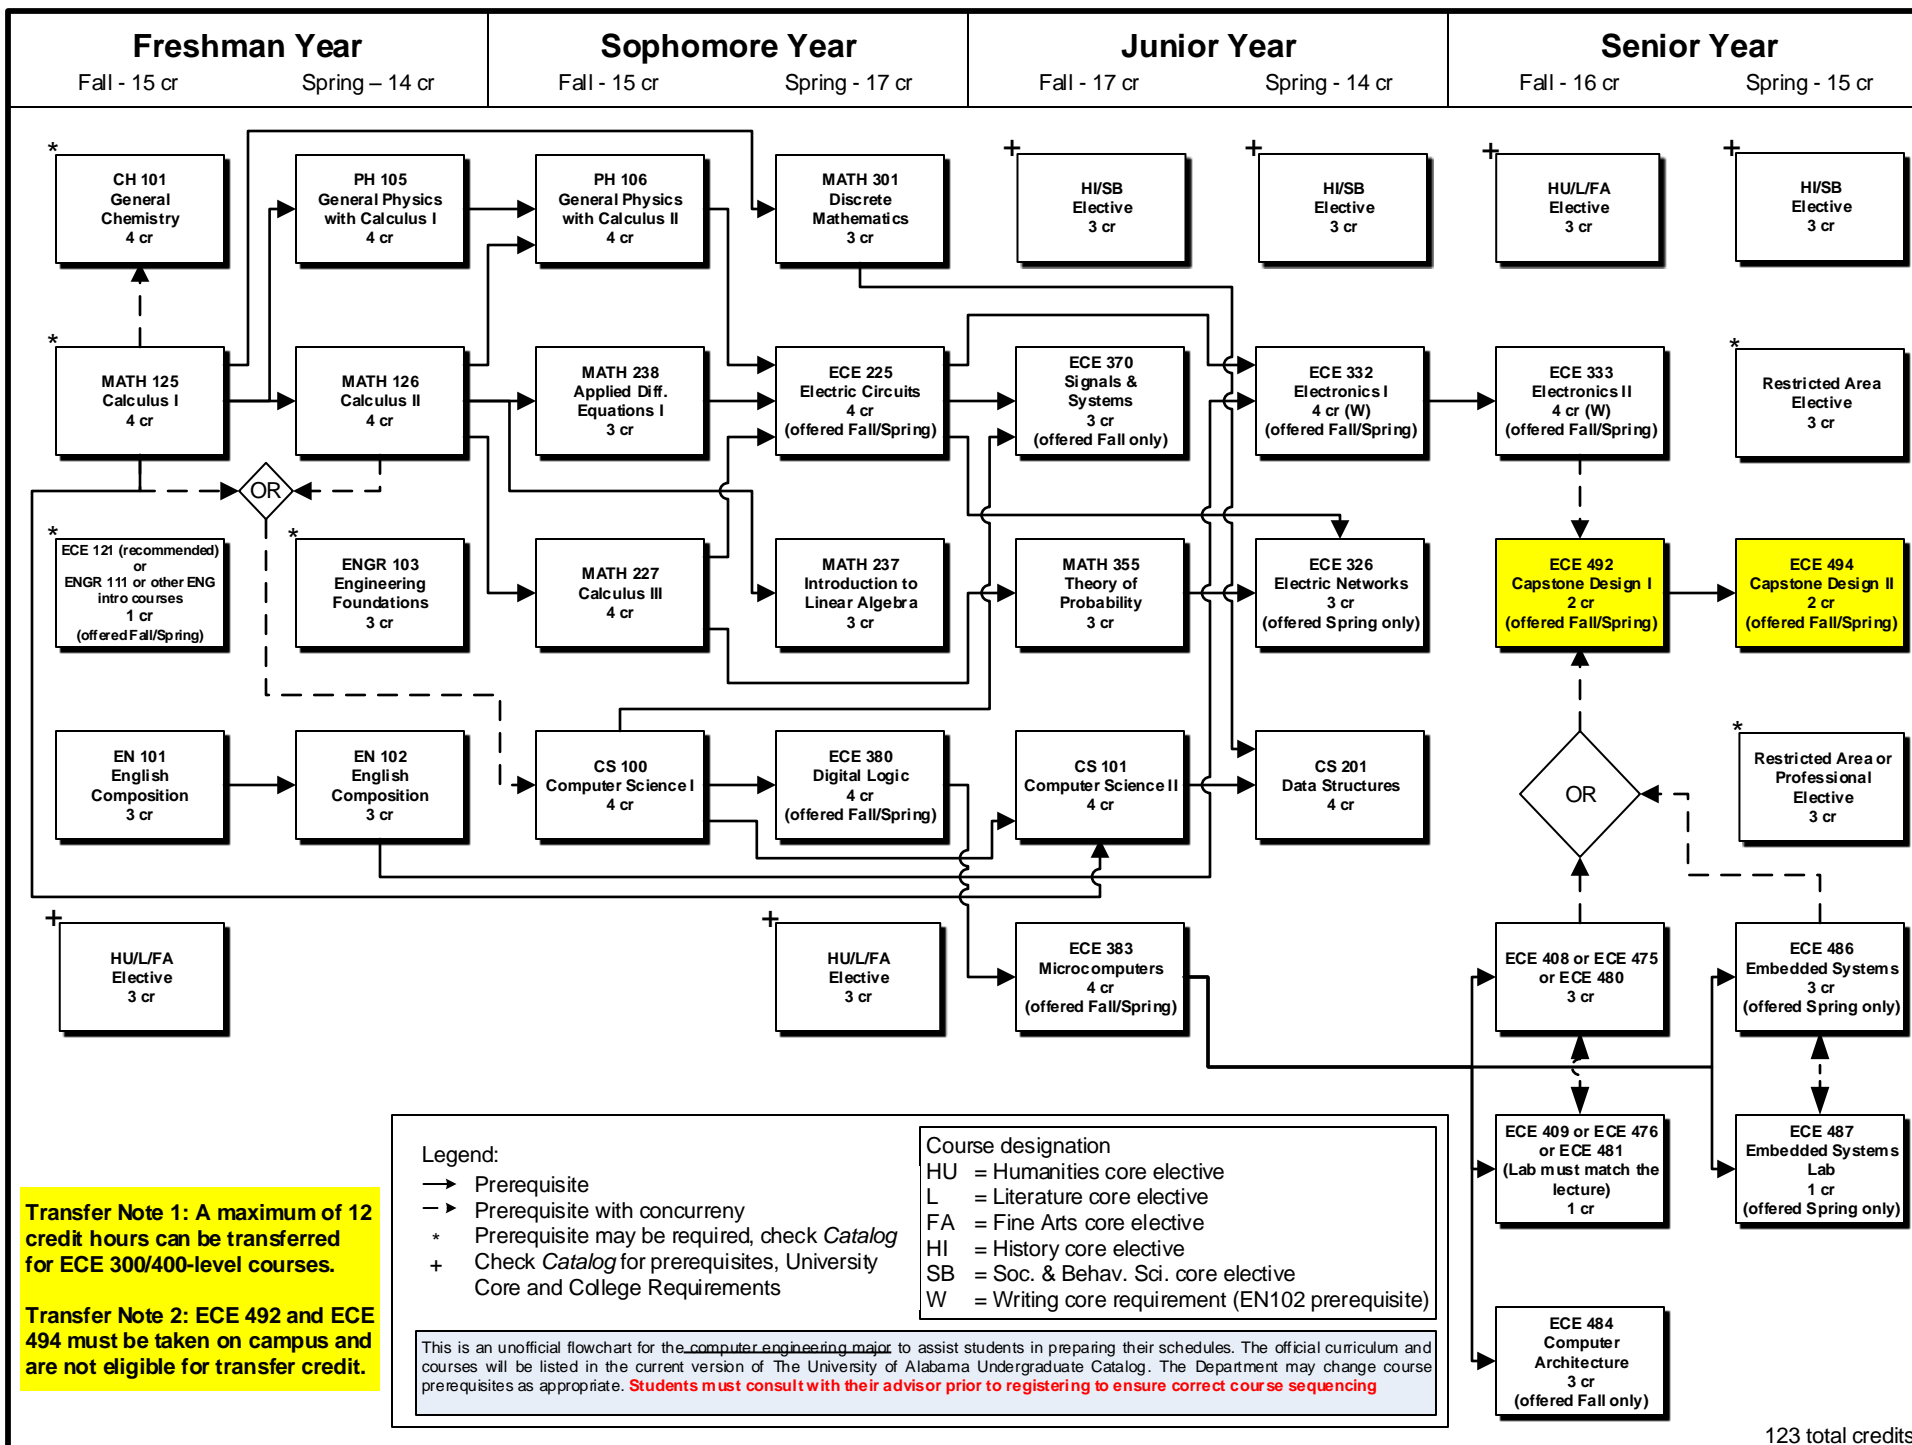 Freshman Year
Fall - 15 cr
Spring – 14 cr
Sophomore Year
Fall - 15 cr
Spring - 17 cr
Junior Year
Fall - 17 cr
Spring - 14 cr
Senior Year
Fall - 16 cr
Spring - 15 cr
*
CH 101
General
Chemistry
4 cr
PH 105
General Physics
with Calculus I
4 cr
PH 106
General Physics
with Calculus II
4 cr
MATH 301
Discrete
Mathematics
3 cr
+
HI/SB
Elective
3 cr
+
HI/SB
Elective
3 cr
+
HU/L/FA
Elective
3 cr
+
HI/SB
Elective
3 cr
*
MATH 125
Calculus I
4 cr
MATH 126
Calculus II
4 cr
MATH 238
Applied Diff.
Equations I
3 cr
ECE 225
Electric Circuits
4 cr
(offered Fall/Spring)
ECE 370
Signals &
Systems
3 cr
(offered Fall only)
ECE 332
Electronics I
4 cr (W)
(offered Fall/Spring)
ECE 333
Electronics II
4 cr (W)
(offered Fall/Spring)
*
Restricted Area
Elective
3 cr
OR
*
ECE 121 (recommended)
or
ENGR 111 or other ENG
intro courses
1 cr
(offered Fall/Spring)
*
ENGR 103
Engineering
Foundations
3 cr
MATH 227
Calculus III
4 cr
MATH 237
Introduction to
Linear Algebra
3 cr
MATH 355
Theory of
Probability
3 cr
ECE 326
Electric Networks
3 cr
(offered Spring only)
ECE 492
Capstone Design I
2 cr
(offered Fall/Spring)
ECE 494
Capstone Design II
2 cr
(offered Fall/Spring)
EN 101
English
Composition
3 cr
EN 102
English
Composition
3 cr
CS 100
Computer Science I
4 cr
ECE 380
Digital Logic
4 cr
(offered Fall/Spring)
CS 101
Computer Science II
4 cr
CS 201
Data Structures
4 cr
OR
*
Restricted Area or
Professional
Elective
3 cr
+
HU/L/FA
Elective
3 cr
+
HU/L/FA
Elective
3 cr
ECE 383
Microcomputers
4 cr
(offered Fall/Spring)
ECE 408 or ECE 475
or ECE 480
3 cr
ECE 486
Embedded Systems
3 cr
(offered Spring only)
ECE 409 or ECE 476
or ECE 481
(Lab must match the
lecture)
1 cr
ECE 487
Embedded Systems
Lab
1 cr
(offered Spring only)
ECE 484
Computer
Architecture
3 cr
(offered Fall only)
Transfer Note 1: A maximum of 12
credit hours can be transferred
for ECE 300/400-level courses.
Transfer Note 2: ECE 492 and ECE
494 must be taken on campus and
are not eligible for transfer credit.
Legend:
Prerequisite
Prerequisite with concurreny
* Prerequisite may be required, check Catalog
+ Check Catalog for prerequisites, University
Core and College Requirements
Course designation
HU = Humanities core elective
L = Literature core elective
FA = Fine Arts core elective
HI = History core elective
SB = Soc. & Behav. Sci. core elective
W = Writing core requirement (EN102 prerequisite)
This is an unofficial flowchart for the computer engineering major to assist students in preparing their schedules. The official curriculum and
courses will be listed in the current version of The University of Alabama Undergraduate Catalog. The Department may change course
prerequisites as appropriate. Students must consult with their advisor prior to registering to ensure correct course sequencing
123 total credits